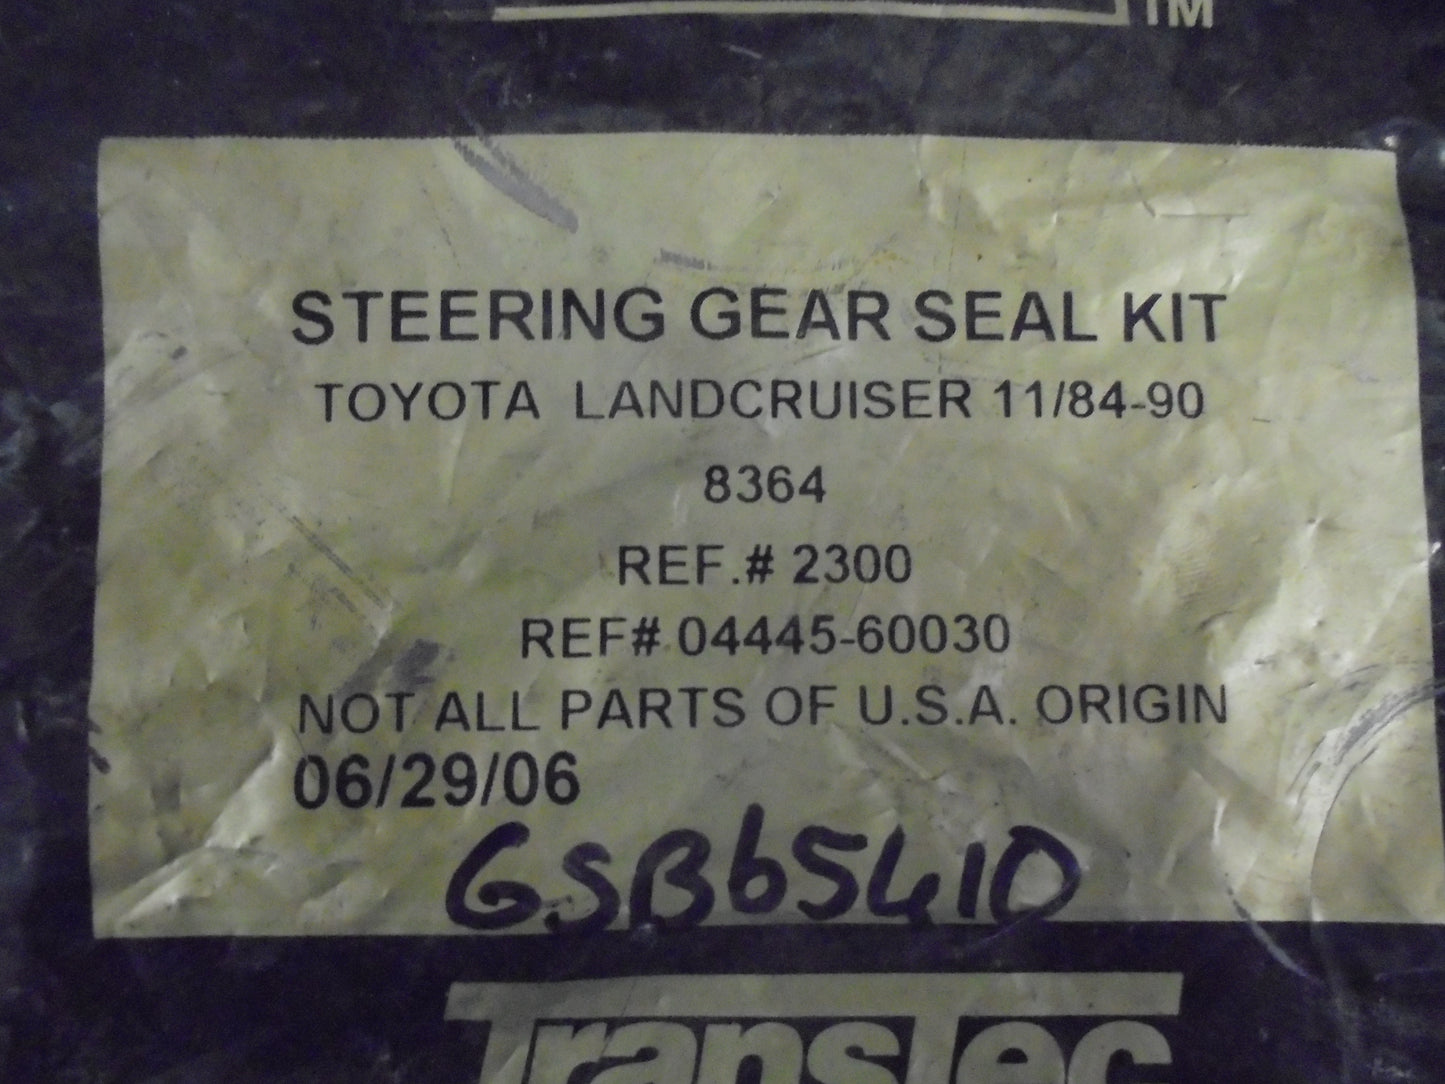 TM
STEERING GEAR SEAL KIT
TOYOTA LANDCRUISER 11/84-90
8364
REF.# 2300
REF# 04445-60030
NOT ALL PARTS OF U.S.A. ORIGIN
06/29/06
GSB65410
TransTec